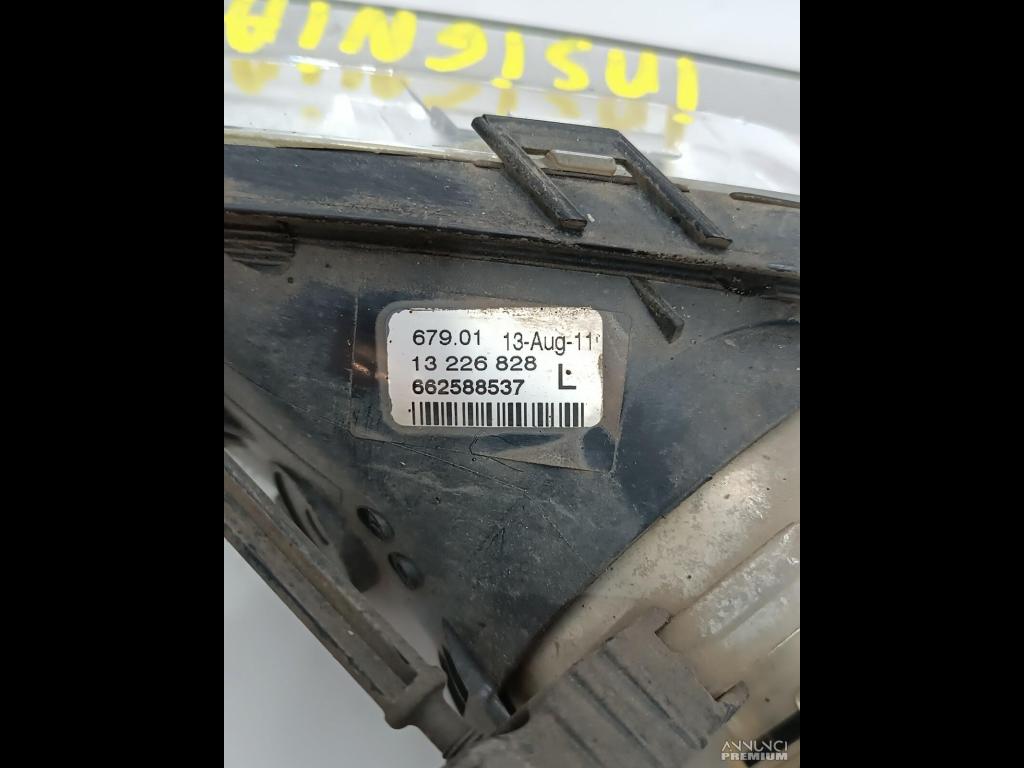 INSIGNIA
679.01 13-Aug-11
13 226 828 L
662588537
ANNUNCI
PREMIUM